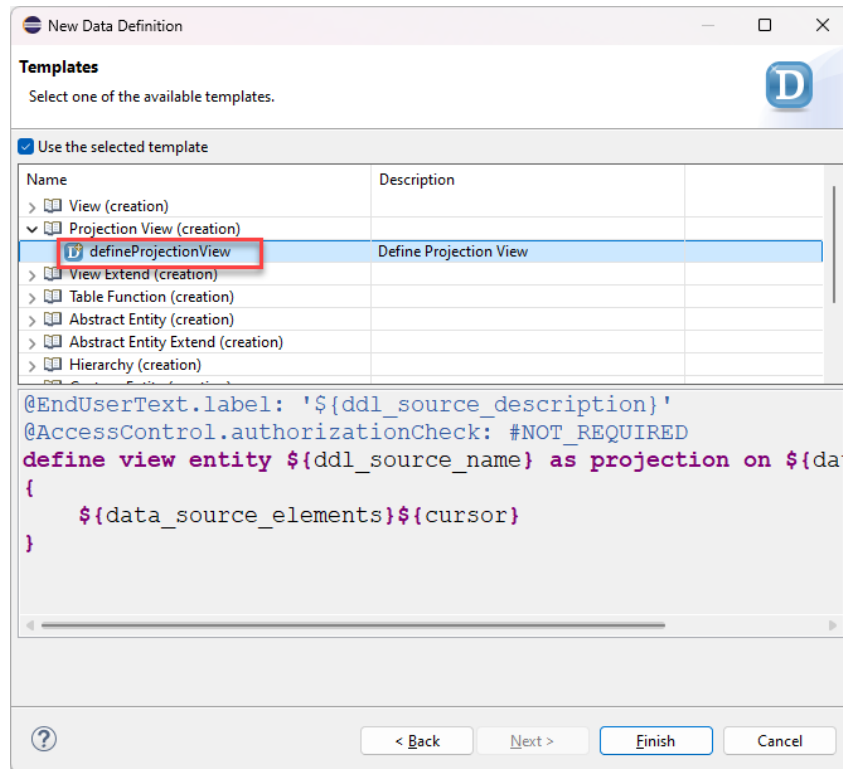 New Data Definition
Templates
Select one of the available templates.
Use the selected template
Name Description
View (creation)
Projection View (creation)
defineProjectionView Define Projection View
View Extend (creation)
Table Function (creation)
Abstract Entity (creation)
Abstract Entity Extend (creation)
Hierarchy (creation)
@EndUserText.label: '${ddl_source_description}'
@AccessControl.authorizationCheck: #NOT_REQUIRED
define view entity ${ddl_source_name} as projection on ${da
{
${data_source_elements}${cursor}
}
< Back Next > Finish Cancel